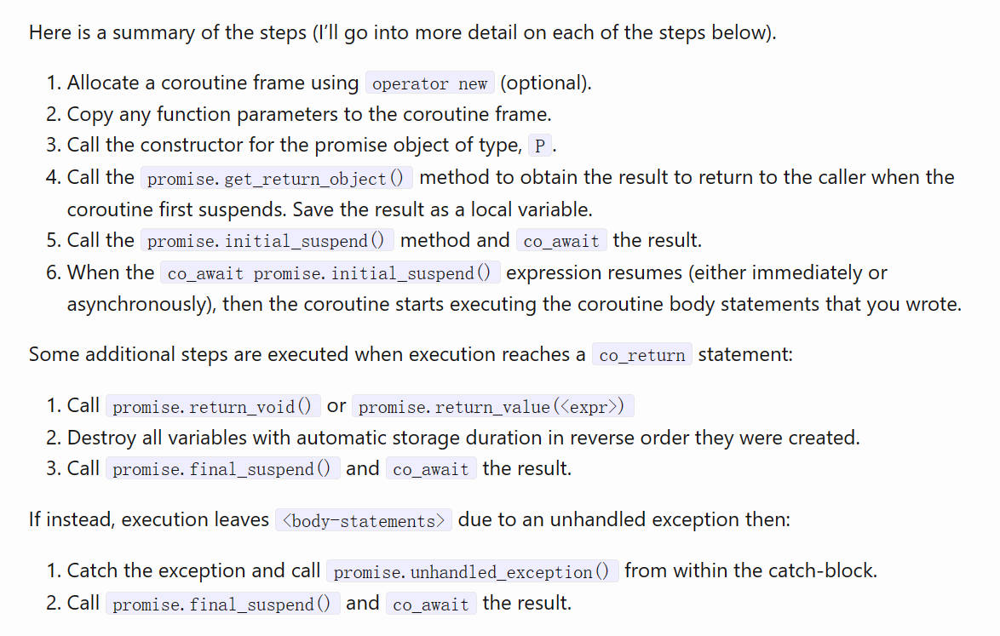 Here is a summary of the steps (I’ll go into more detail on each of the steps below).
1. Allocate a coroutine frame using operator new (optional).
2. Copy any function parameters to the coroutine frame.
3. Call the constructor for the promise object of type, P.
4. Call the promise.get_return_object() method to obtain the result to return to the caller when the
coroutine first suspends. Save the result as a local variable.
5. Call the promise.initial_suspend() method and co_await the result.
6. When the co_await promise.initial_suspend() expression resumes (either immediately or
asynchronously), then the coroutine starts executing the coroutine body statements that you wrote.
Some additional steps are executed when execution reaches a co_return statement:
1. Call promise.return_void() or promise.return_value(<expr>)
2. Destroy all variables with automatic storage duration in reverse order they were created.
3. Call promise.final_suspend() and co_await the result.
If instead, execution leaves <body-statements> due to an unhandled exception then:
1. Catch the exception and call promise.unhandled_exception() from within the catch-block.
2. Call promise.final_suspend() and co_await the result.